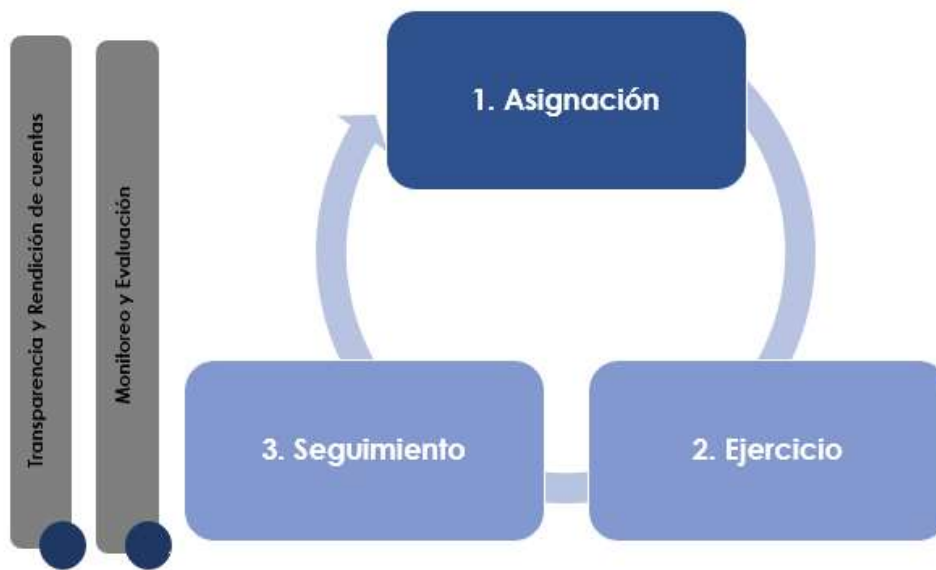 Transparencia y Rendición de cuentas
Monitoreo y Evaluación
1. Asignación
3. Seguimiento
2. Ejercicio